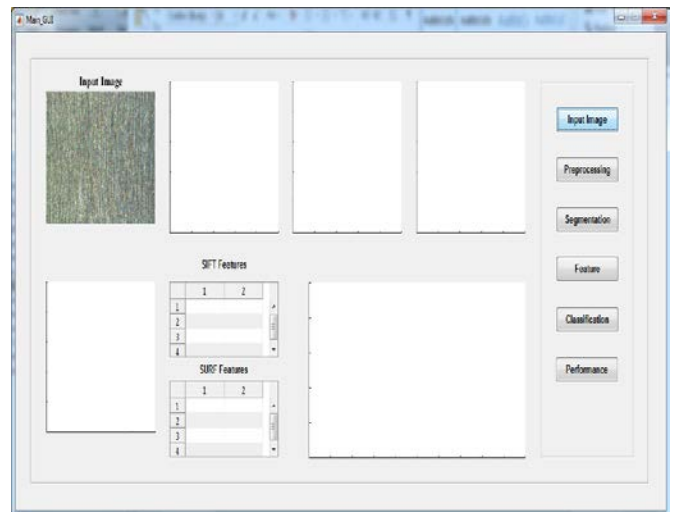 Main_GUI
Input Image
Input Image
Preprocessing
Segmentation
Feature
Classification
Performance
SIFT Features
1 2
1
2
3
4
SURF Features
1 2
1
2
3
4